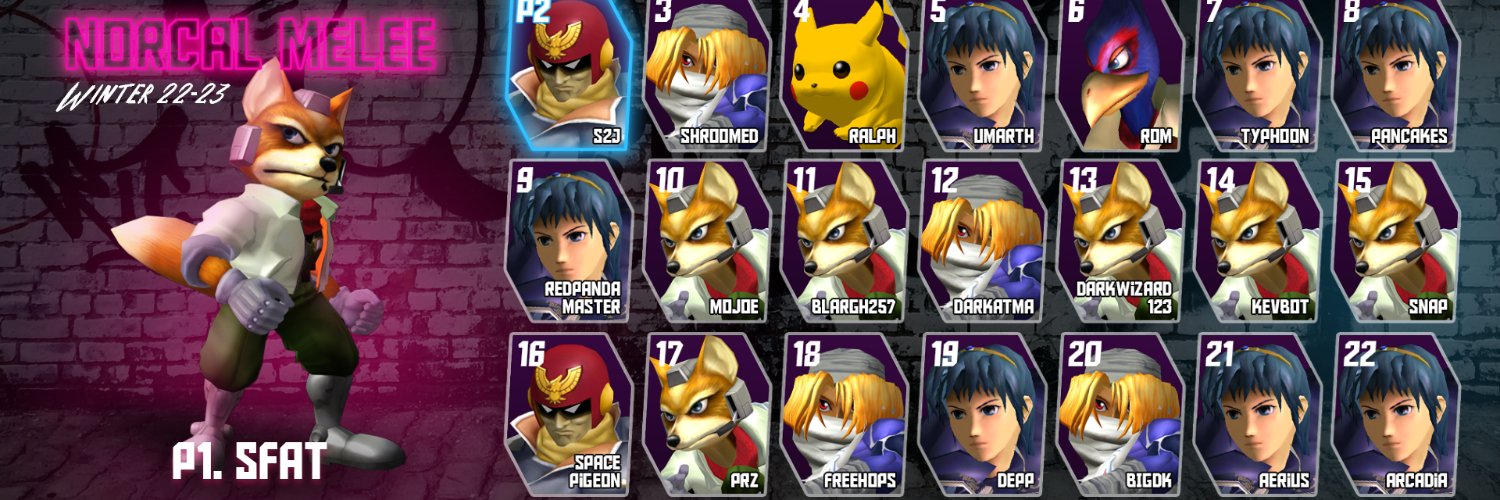 NORCAL MELEE
WINTER 22-23
P1. SFAT
P2
S2J
3
SHROOMED
4
RALPH
5
UMARTH
6
ROM
7
TYPHOON
8
PANCAKES
9
REDPANDA
MASTER
10
MOJOE
11
BLARGH257
12
DARKATMA
13
DARKWIZARD
123
14
KEVBOT
15
SNAP
16
SPACE
PIGEON
17
PRZ
18
FREEHOPS
19
DEPP
20
BIGDK
21
AERIUS
22
ARCADIA